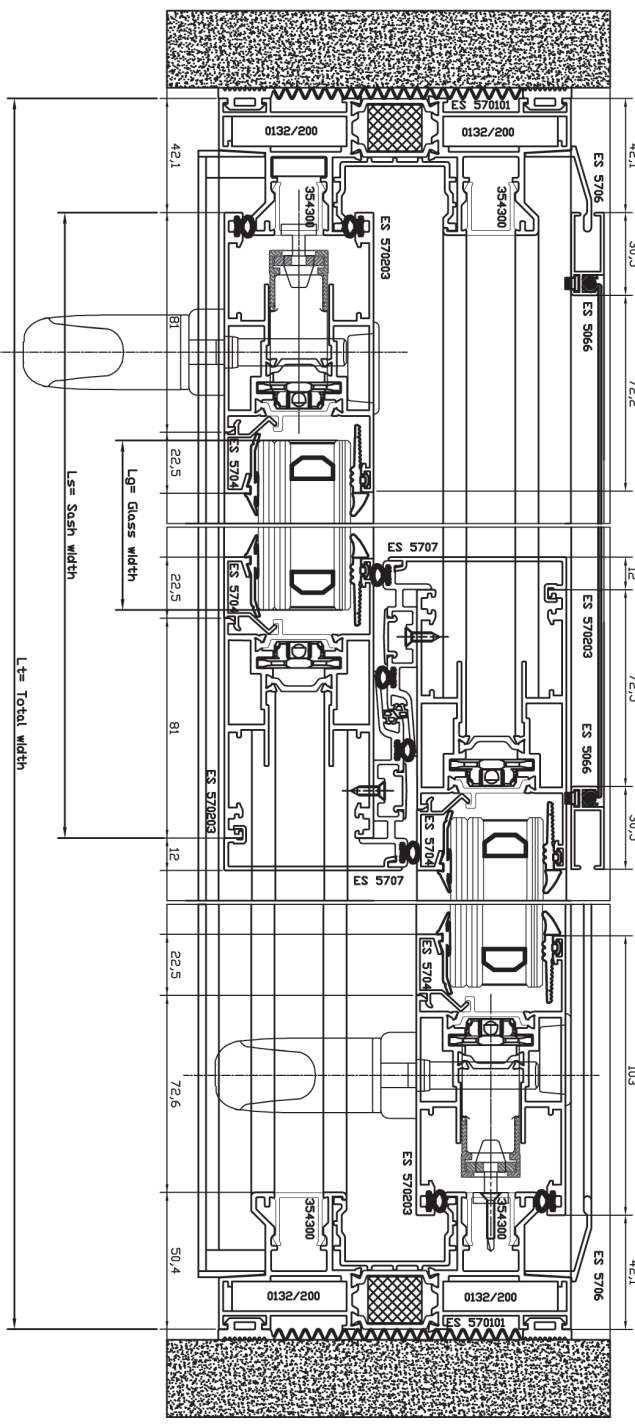 ES 570101
0132/200
0132/200
42,1
42,1
ES 5706
354300
354300
ES 570203
30,5
ES 5066
81
72,5
22,5
ES 5704
Lg= Glass width
Ls= Sash width
Lt= Total width
ES 5707
22,5
ES 5704
12
ES 570203
72,5
ES 5066
81
ES 570203
30,5
ES 5704
12
ES 5707
22,5
ES 5704
103
72,6
ES 570203
354300
354300
50,4
42,1
ES 5706
0132/200
0132/200
ES 570101